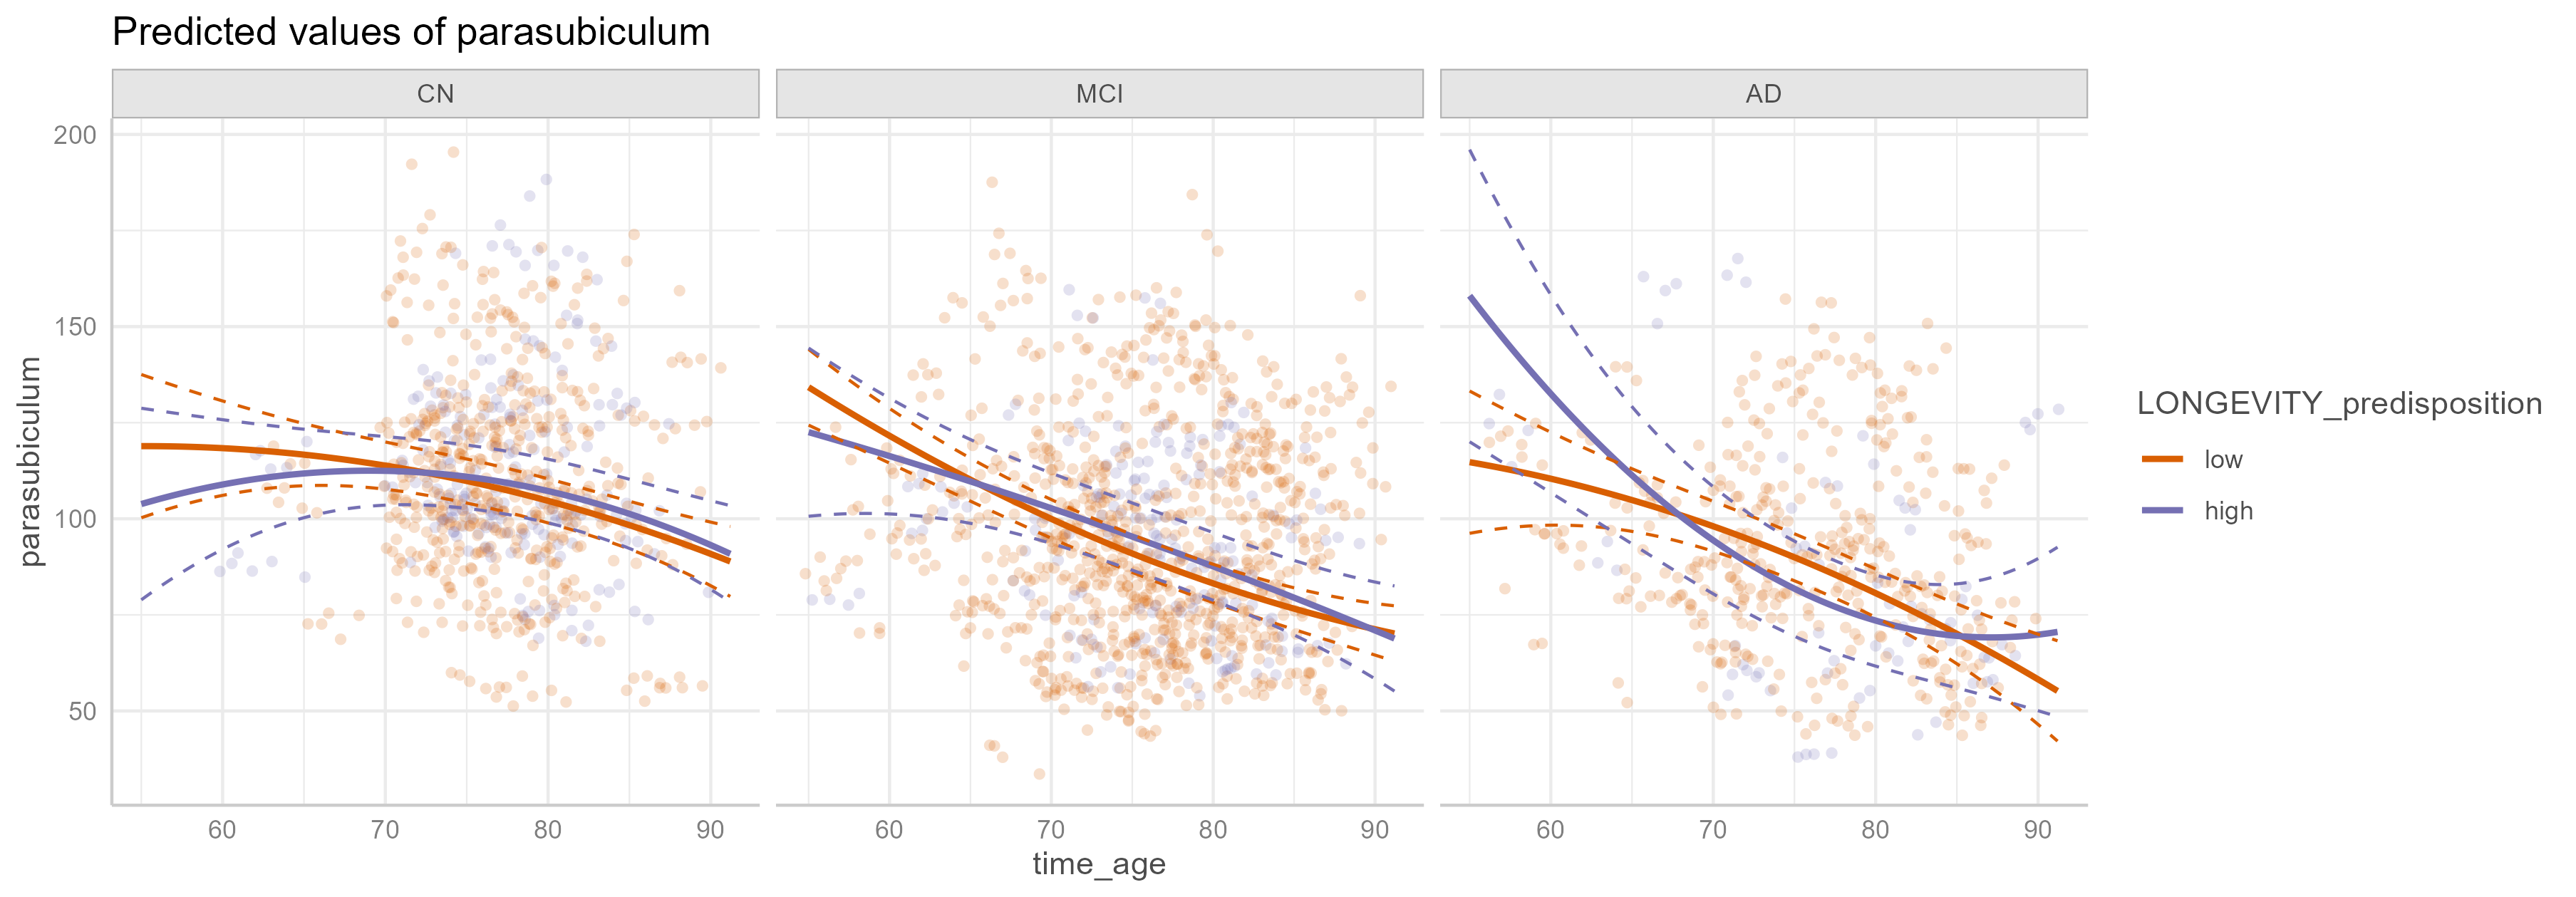 Predicted values of parasubiculum
CN
MCI
AD
200
150
100
50
parasubiculum
60 70 80 90
60 70 80 90
60 70 80 90
time_age
LONGEVITY_predisposition
low
high